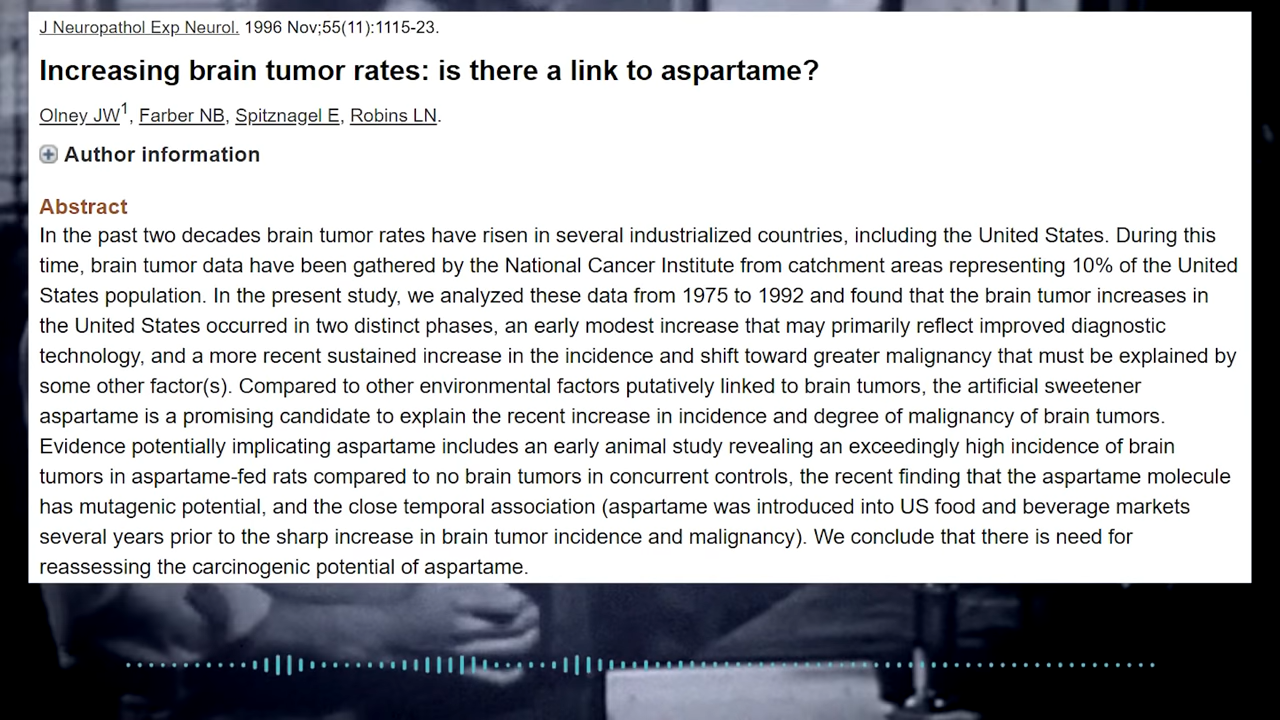 J Neuropathol Exp Neurol. 1996 Nov;55(11):1115-23.
Increasing brain tumor rates: is there a link to aspartame?
Olney JW1, Farber NB, Spitznagel E, Robins LN.
Author information
Abstract
In the past two decades brain tumor rates have risen in several industrialized countries, including the United States. During this
time, brain tumor data have been gathered by the National Cancer Institute from catchment areas representing 10% of the United
States population. In the present study, we analyzed these data from 1975 to 1992 and found that the brain tumor increases in
the United States occurred in two distinct phases, an early modest increase that may primarily reflect improved diagnostic
technology, and a more recent sustained increase in the incidence and shift toward greater malignancy that must be explained by
some other factor(s). Compared to other environmental factors putatively linked to brain tumors, the artificial sweetener
aspartame is a promising candidate to explain the recent increase in incidence and degree of malignancy of brain tumors.
Evidence potentially implicating aspartame includes an early animal study revealing an exceedingly high incidence of brain
tumors in aspartame-fed rats compared to no brain tumors in concurrent controls, the recent finding that the aspartame molecule
has mutagenic potential, and the close temporal association (aspartame was introduced into US food and beverage markets
several years prior to the sharp increase in brain tumor incidence and malignancy). We conclude that there is need for
reassessing the carcinogenic potential of aspartame.